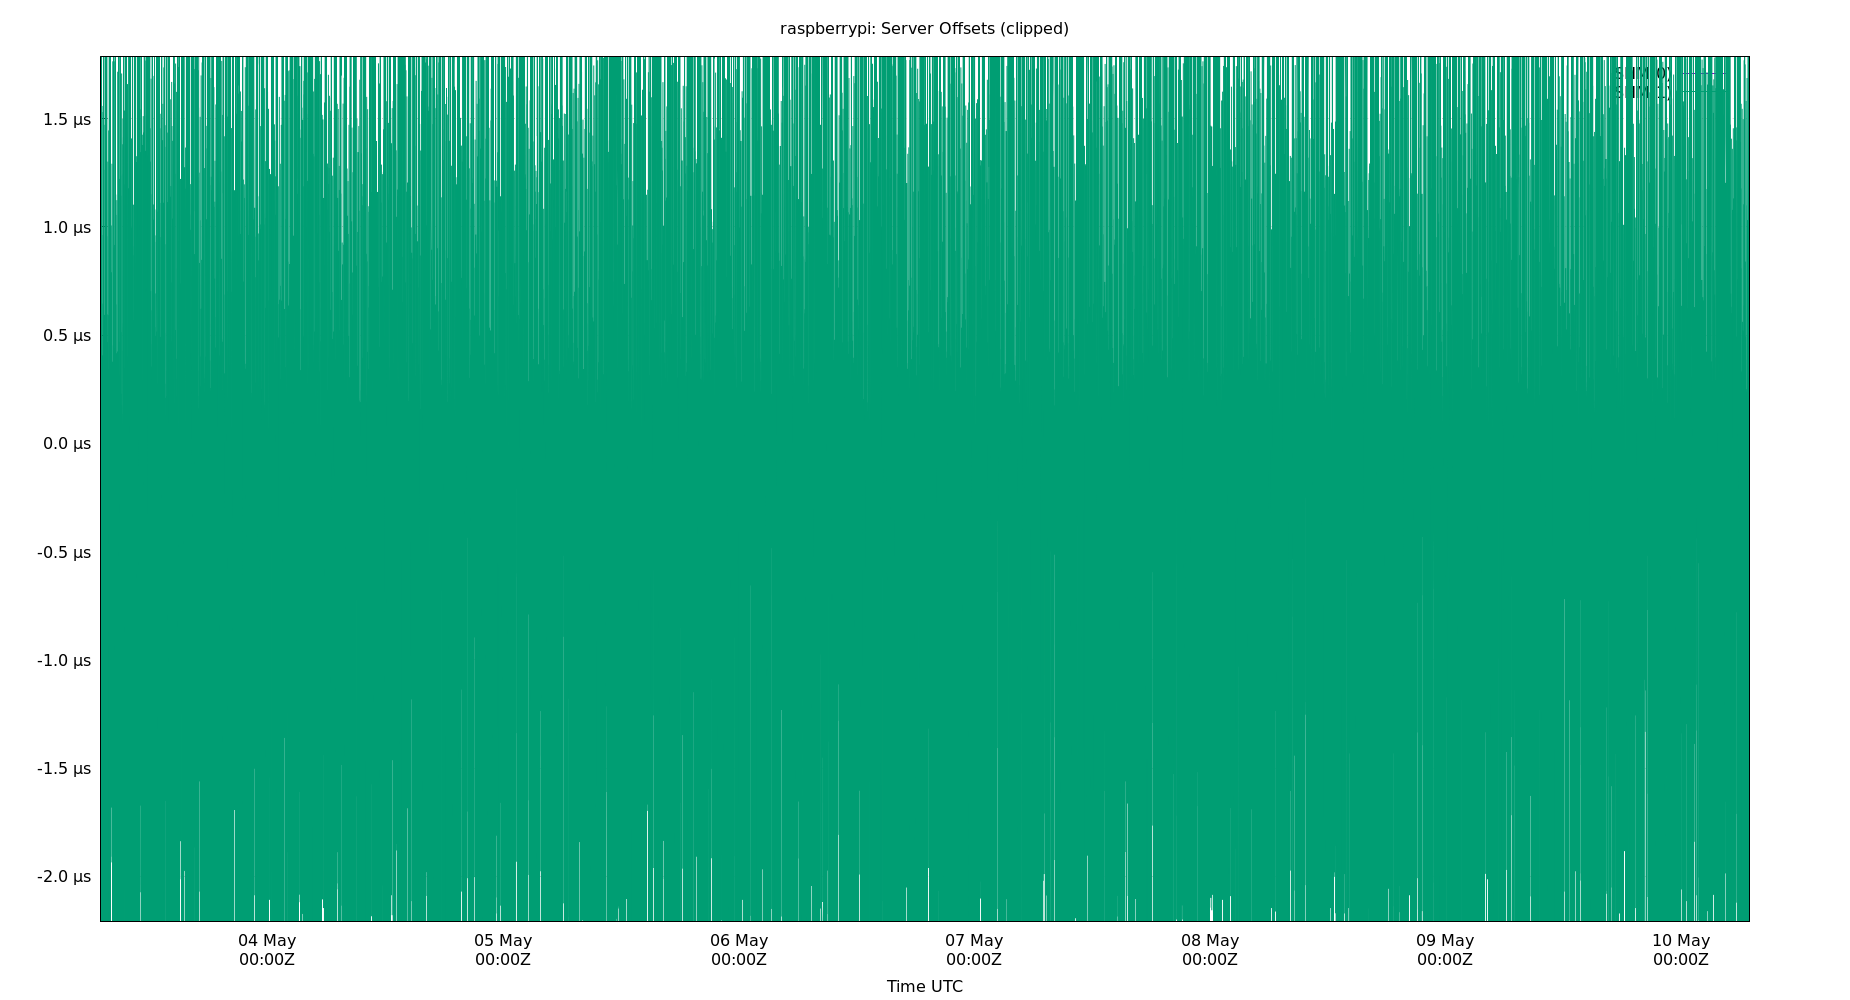 raspberrypi: Server Offsets (clipped)
1.5 µs
1.0 µs
0.5 µs
0.0 µs
-0.5 µs
-1.0 µs
-1.5 µs
-2.0 µs
04 May 05 May 06 May 07 May 08 May 09 May 10 May
00:00Z 00:00Z 00:00Z 00:00Z 00:00Z 00:00Z 00:00Z
Time UTC